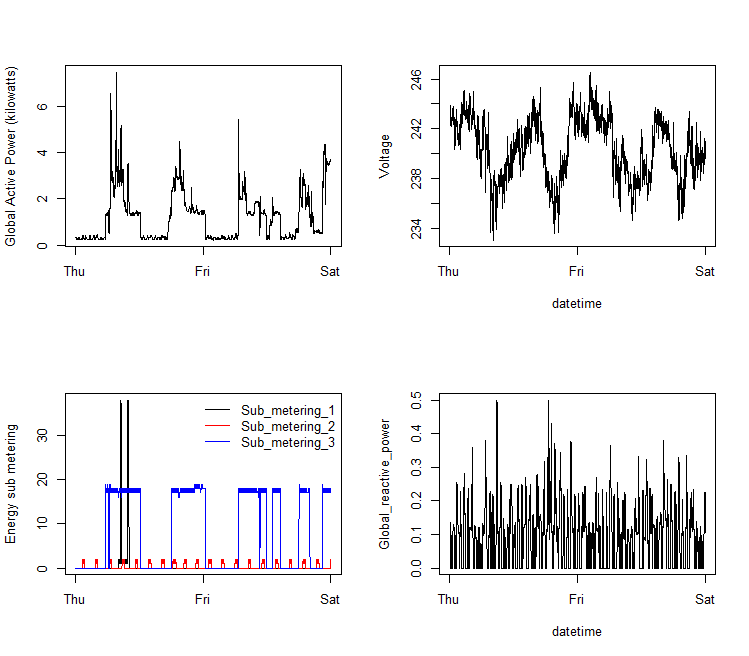 Global Active Power (kilowatts)
0 2 4 6
Thu Fri Sat
Voltage
234 238 242 246
Thu Fri Sat
datetime
Energy sub metering
0 10 20 30
Sub_metering_1
Sub_metering_2
Sub_metering_3
Thu Fri Sat
Global_reactive_power
0.0 0.1 0.2 0.3 0.4 0.5
Thu Fri Sat
datetime